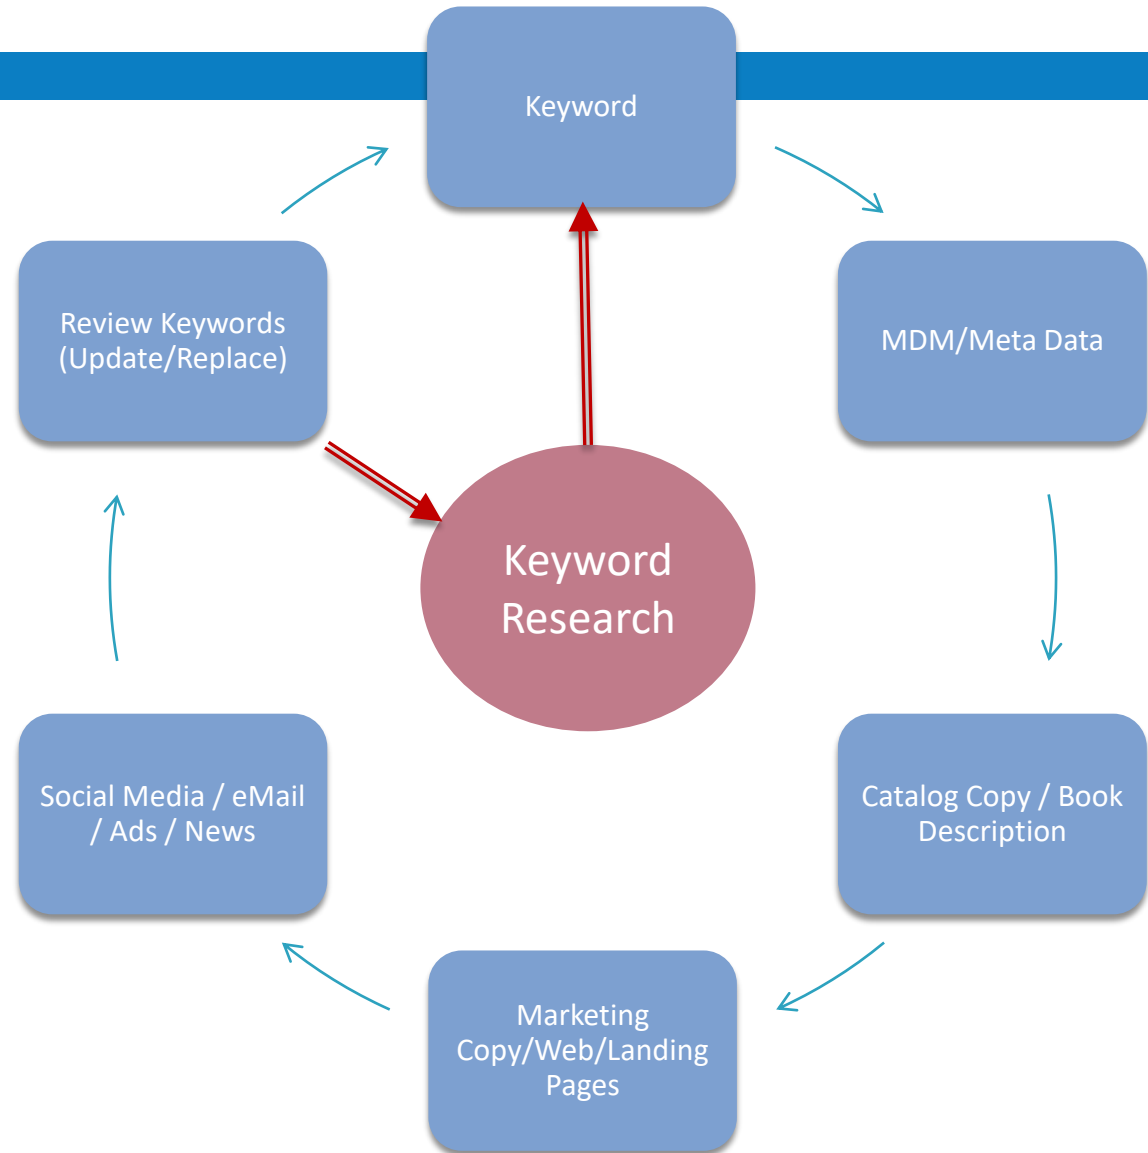 Keyword
MDM/Meta Data
Catalog Copy / Book
Description
Marketing
Copy/Web/Landing
Pages
Social Media / eMail
/ Ads / News
Review Keywords
(Update/Replace)
Keyword
Research